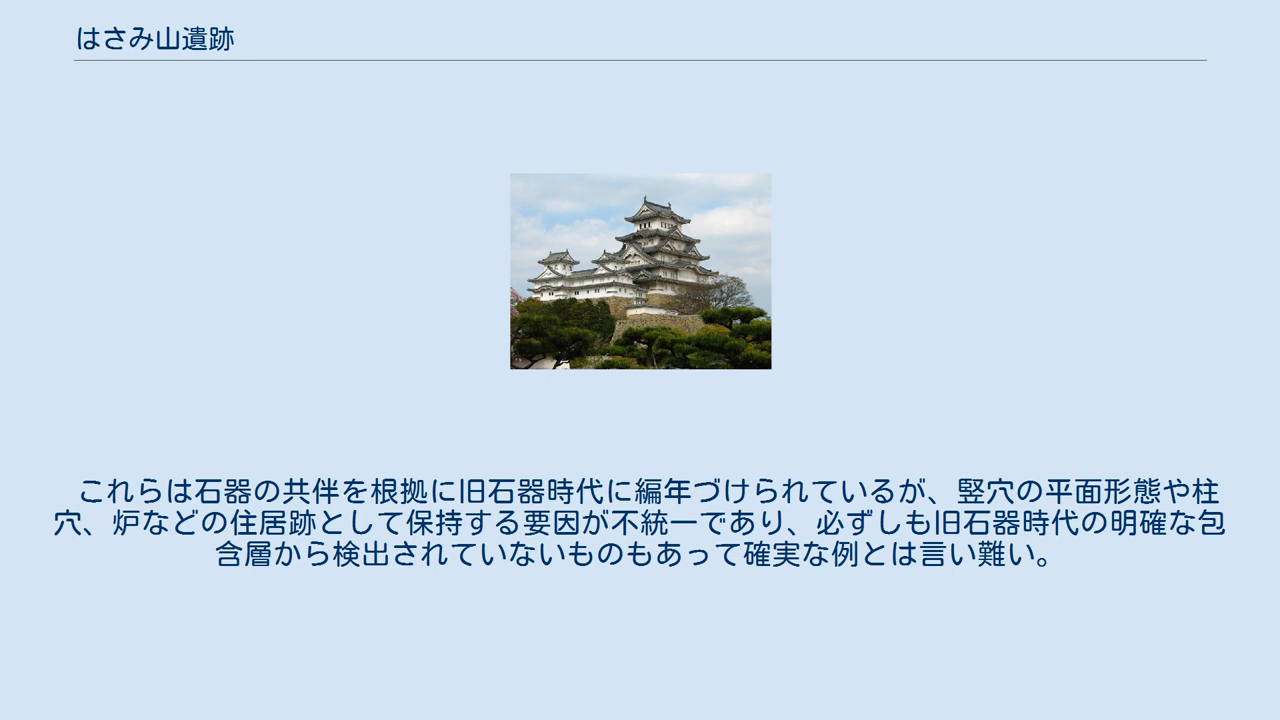 はさみ山遺跡
これらは石器の共伴を根拠に旧石器時代に編年づけられているが、竪穴の平面形態や柱
穴、炉などの住居跡として保持する要因が不統一であり、必ずしも旧石器時代の明確な包
含層から検出されていないものもあって確実な例とは言い難い。